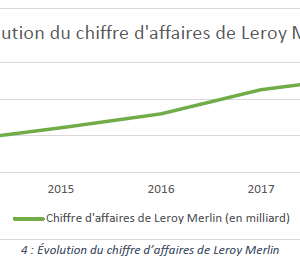 ution du chiffre d'affaires de Leroy M
2015 2016 2017
Chiffre d'affaires de Leroy Merlin (en milliard)
4 : Évolution du chiffre d'affaires de Leroy Merlin